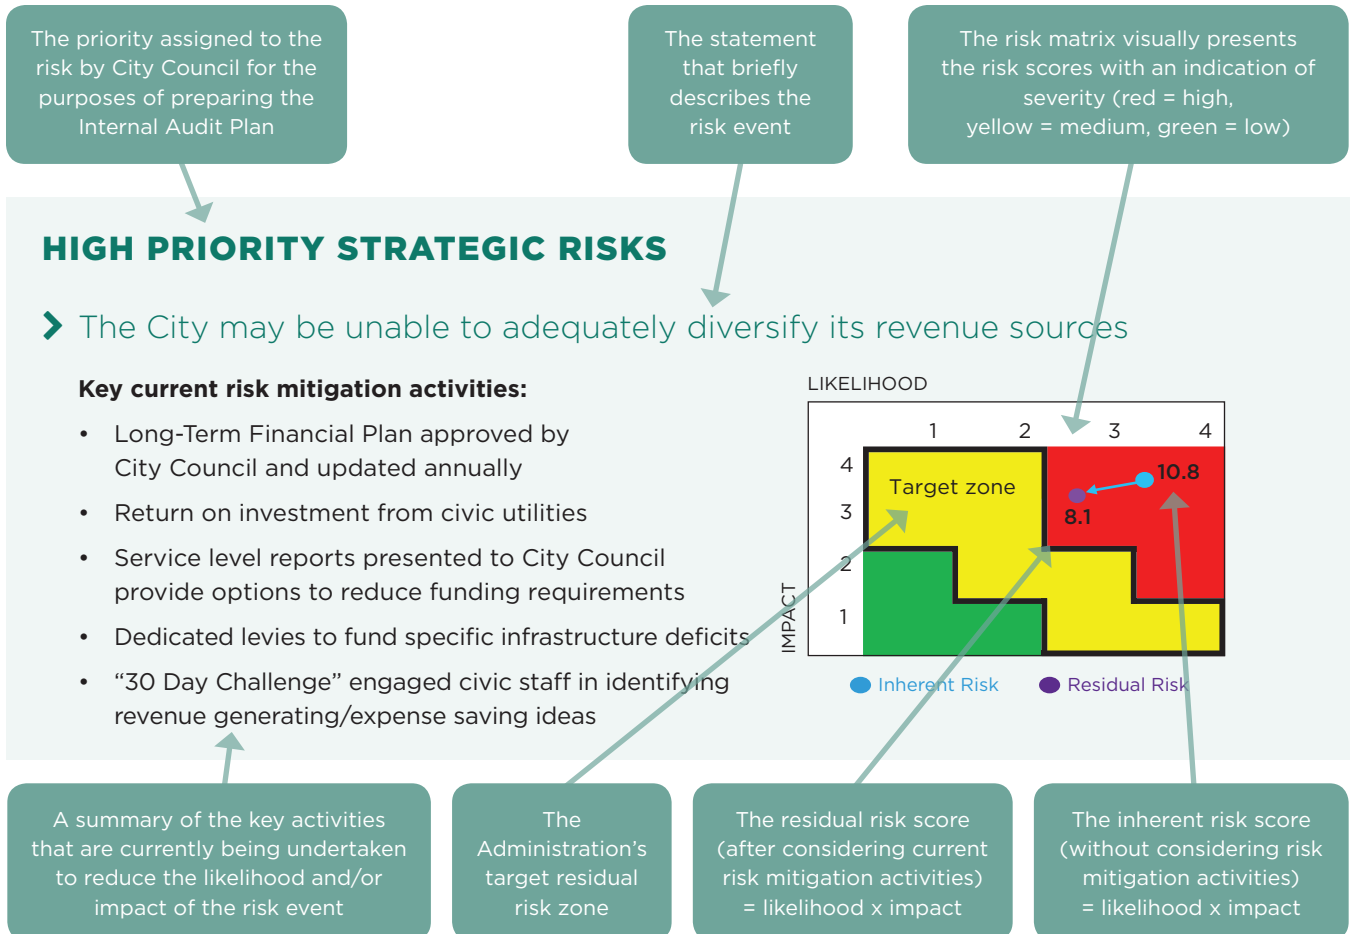 The priority assigned to the
risk by City Council for the
purposes of preparing the
Internal Audit Plan
The statement
that briefly
describes the
risk event
The risk matrix visually presents
the risk scores with an indication of
severity (red = high,
yellow = medium, green = low)
HIGH PRIORITY STRATEGIC RISKS
The City may be unable to adequately diversify its revenue sources
Key current risk mitigation activities:
• Long-Term Financial Plan approved by
City Council and updated annually
• Return on investment from civic utilities
• Service level reports presented to City Council
provide options to reduce funding requirements
• Dedicated levies to fund specific infrastructure deficits
• “30 Day Challenge” engaged civic staff in identifying
revenue generating/expense saving ideas
LIKELIHOOD
1 2 3 4
4
3
2
1
IMPACT
Target zone
10.8
8.1
Inherent Risk
Residual Risk
A summary of the key activities
that are currently being undertaken
to reduce the likelihood and/or
impact of the risk event
The
Administration’s
target residual
risk zone
The residual risk score
(after considering current
risk mitigation activities)
= likelihood x impact
The inherent risk score
(without considering risk
mitigation activities)
= likelihood x impact